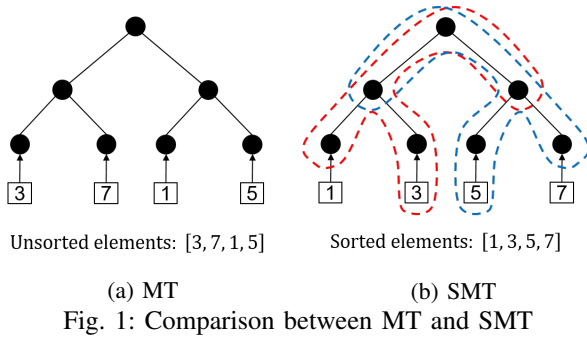 3 7 1 5
1 3 5 7
Unsorted elements: [3, 7, 1, 5]
Sorted elements: [1, 3, 5, 7]
(a) MT
(b) SMT
Fig. 1: Comparison between MT and SMT